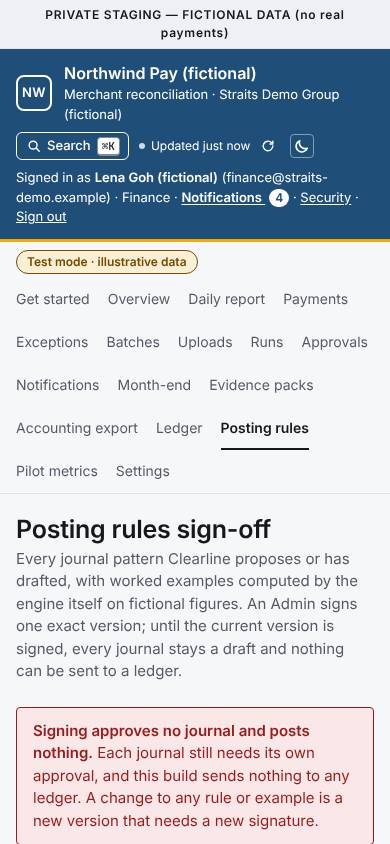 PRIVATE STAGING — FICTIONAL DATA (no real
payments)
NW
Northwind Pay (fictional)
Merchant reconciliation · Straits Demo Group
(fictional)
Search ⌘K
Updated just now
Signed in as Lena Goh (fictional) (finance@straits-
demo.example) · Finance · Notifications 4 · Security ·
Sign out
Test mode · illustrative data
Get started Overview Daily report Payments
Exceptions Batches Uploads Runs Approvals
Notifications Month-end Evidence packs
Accounting export Ledger Posting rules
Pilot metrics Settings
Posting rules sign-off
Every journal pattern Clearline proposes or has
drafted, with worked examples computed by the
engine itself on fictional figures. An Admin signs
one exact version; until the current version is
signed, every journal stays a draft and nothing
can be sent to a ledger.
Signing approves no journal and posts
nothing. Each journal still needs its own
approval, and this build sends nothing to any
ledger. A change to any rule or example is a
new version that needs a new signature.